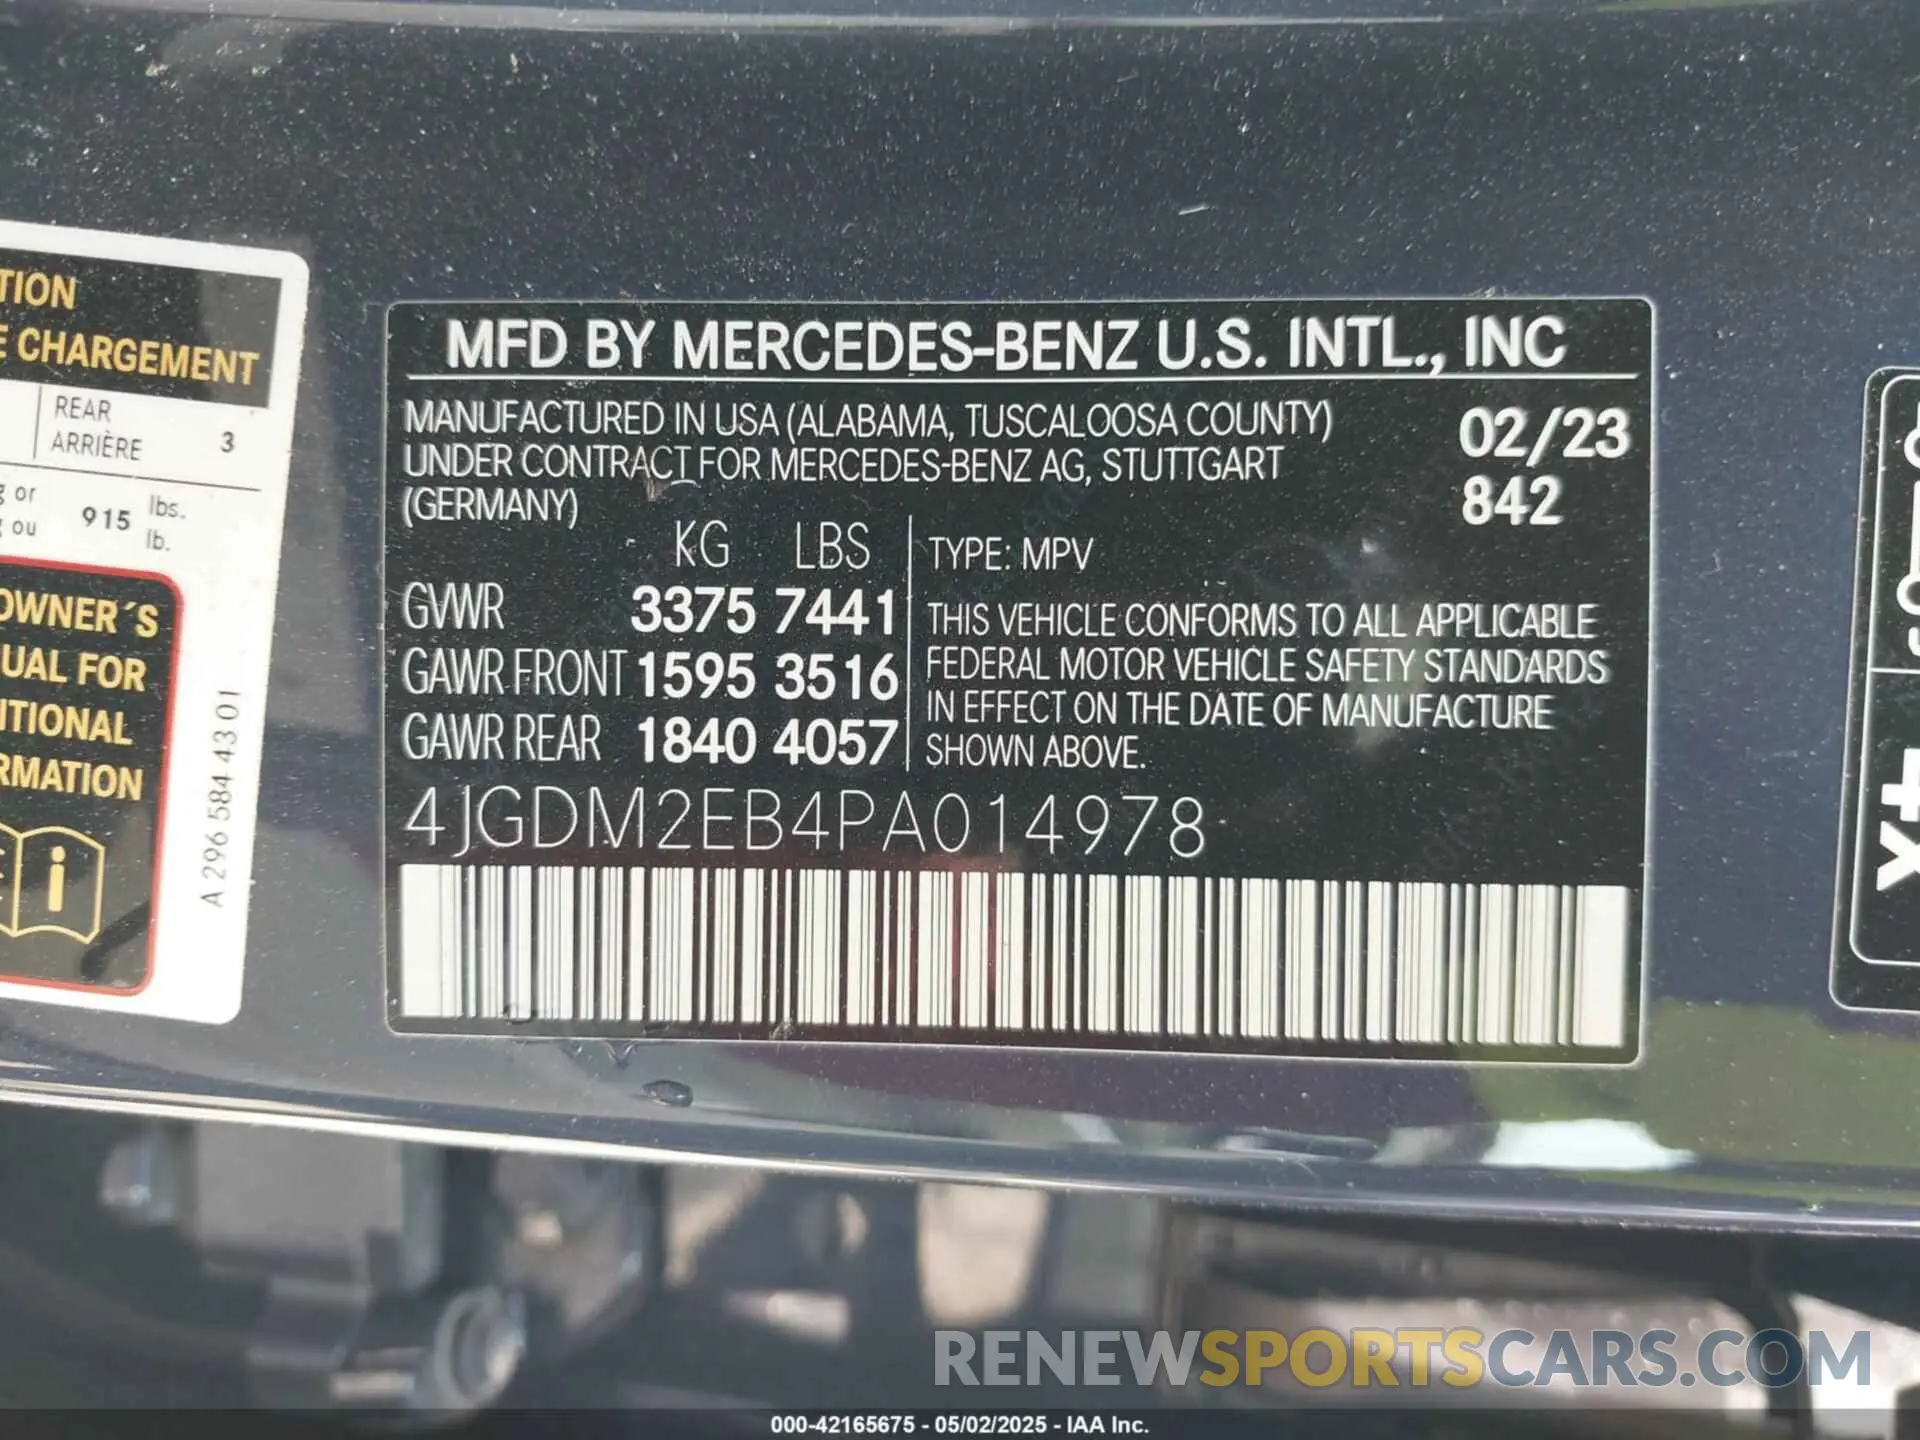 TION
E CHARGEMENT
REAR
ARRIÈRE 3
g or
ou
915 lbs.
lb.
OWNER´S
UAL FOR
ITIONAL
RMATION
i
A 296 584 43 01
MFD BY MERCEDES-BENZ U.S. INTL., INC
MANUFACTURED IN USA (ALABAMA, TUSCALOOSA COUNTY)
UNDER CONTRACT FOR MERCEDES-BENZ AG, STUTTGART
(GERMANY)
02/23
842
KG LBS
GVWR 3375 7441
GAWR FRONT 1595 3516
GAWR REAR 1840 4057
TYPE: MPV
THIS VEHICLE CONFORMS TO ALL APPLICABLE
FEDERAL MOTOR VEHICLE SAFETY STANDARDS
IN EFFECT ON THE DATE OF MANUFACTURE
SHOWN ABOVE.
4JGDM2EB4PA014978
X+
RENEWSPORTSCARS.COM
000-42165675 - 05/02/2025 - IAA Inc.